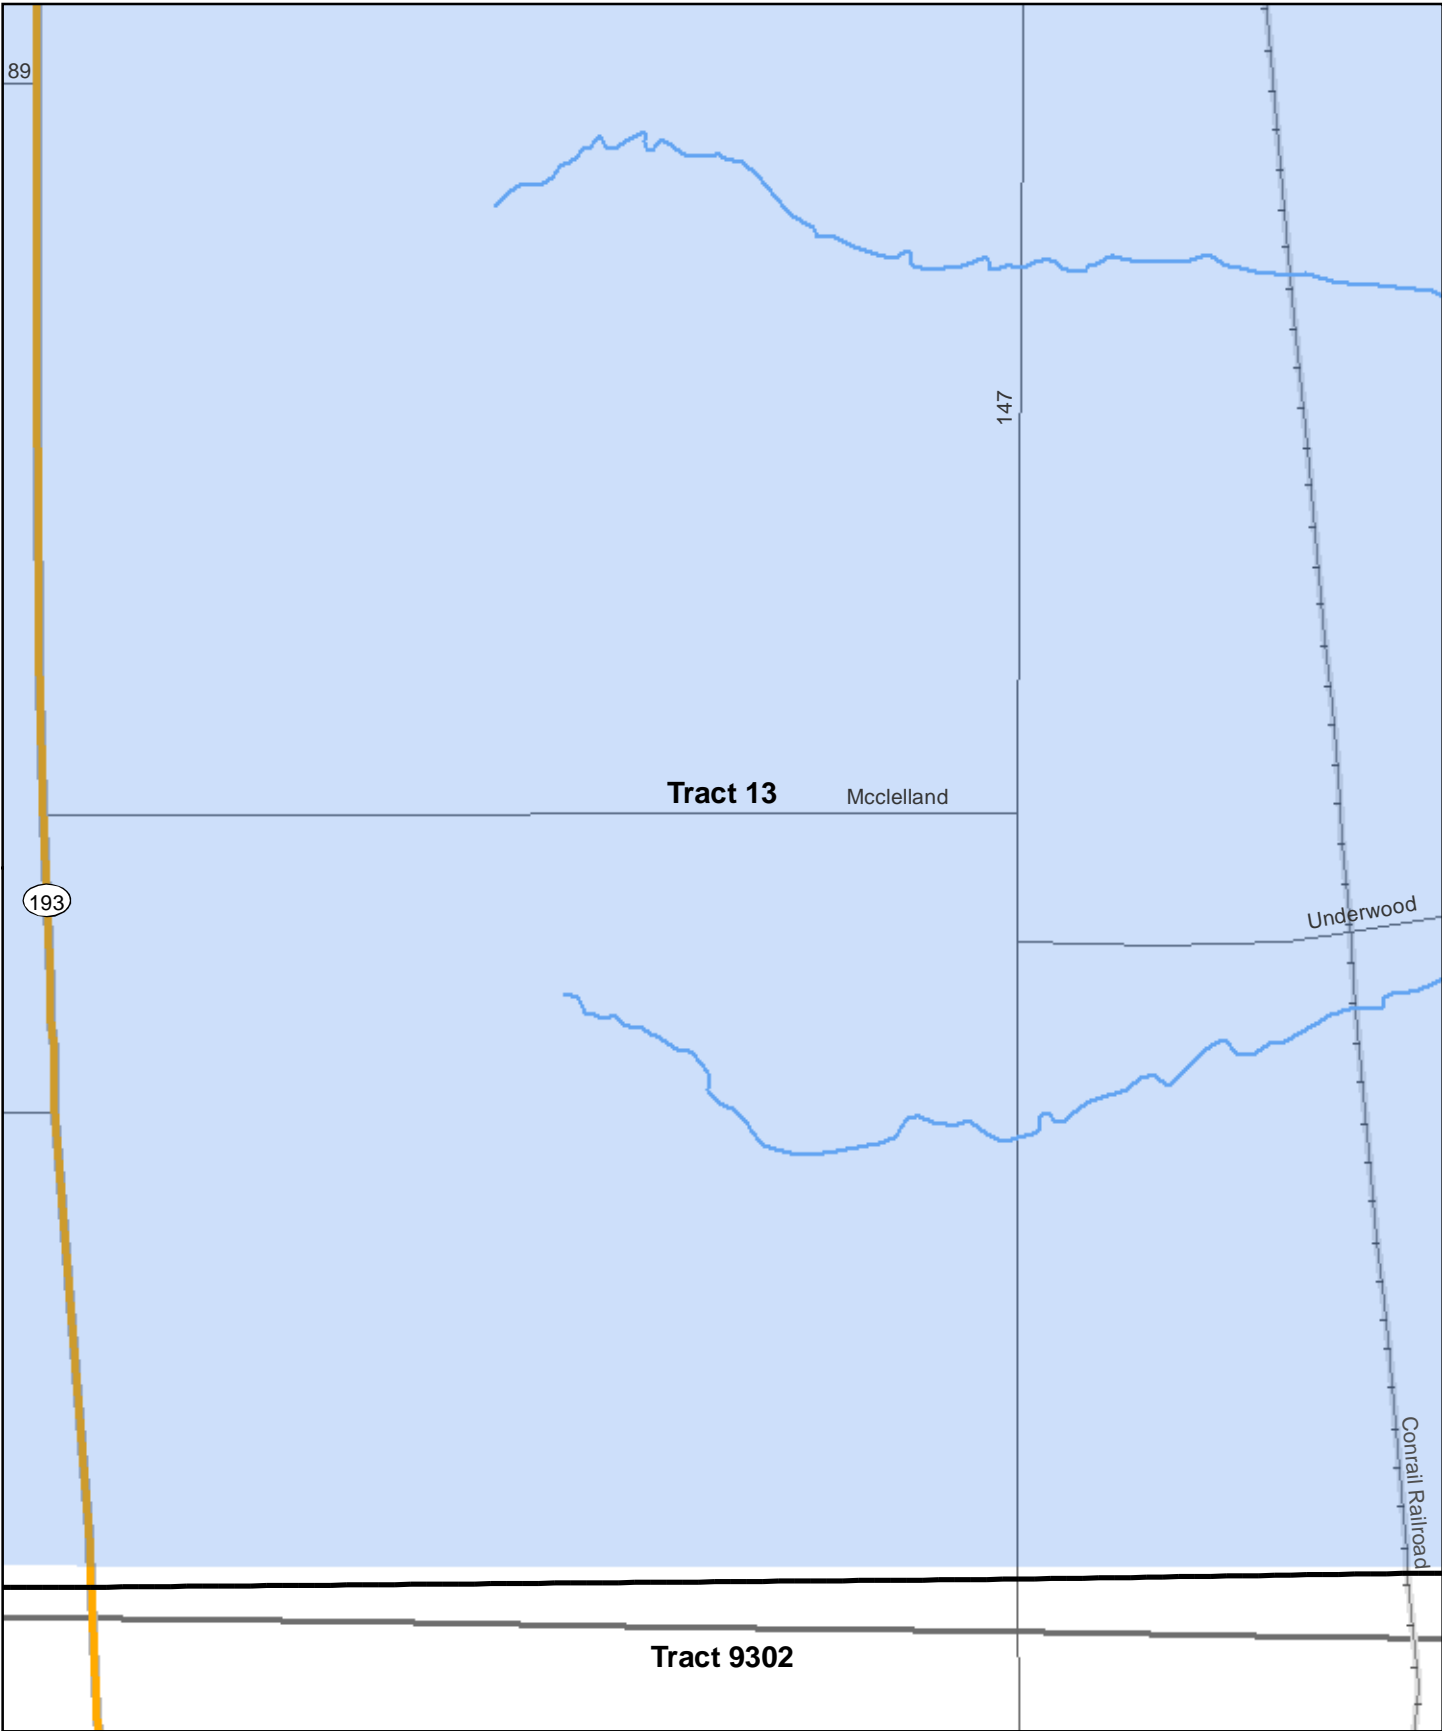 89
147
Tract 13
Mcclelland
193
Underwood
Conrail Railroad
Tract 9302